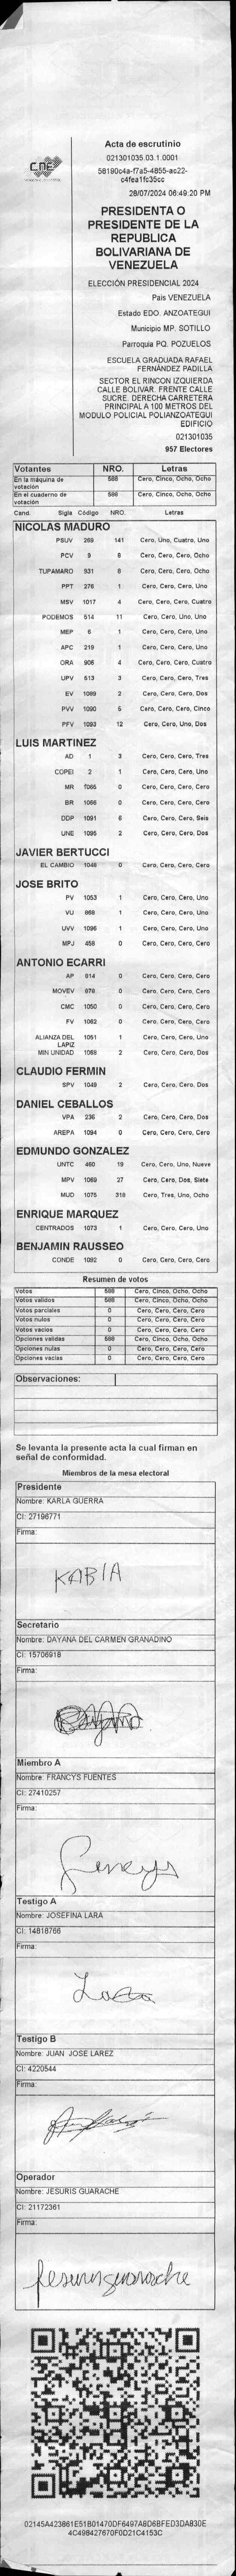 CNE
Acta de escrutinio
021301035.03.1.0001
58190c4a-f7a5-4855-ac22-
c4fea1fc35cc
28/07/2024 06:49:20 PM
PRESIDENTA O
PRESIDENTE DE LA
REPUBLICA
BOLIVARIANA DE
VENEZUELA
ELECCIÓN PRESIDENCIAL 2024
Pais VENEZUELA
Estado EDO. ANZOATEGUI
Municipio MP. SOTILLO
Parroquia PQ. POZUELOS
ESCUELA GRADUADA RAFAEL
FERNÁNDEZ PADILLA
SECTOR EL RINCON IZQUIERDA
CALLE BOLIVAR. FRENTE CALLE
SUCRE. DERECHA CARRETERA
PRINCIPAL A 100 METROS DEL
MODULO POLICIAL POLIANZOATEGUI
EDIFICIO
021301035
957 Electores
Votantes NRO. Letras
En la máquina de votación 588 Cero, Cinco, Ocho, Ocho
En el cuaderno de votación 588 Cero, Cinco, Ocho, Ocho
Cand. Sigla Código NRO. Letras
NICOLAS MADURO
PSUV 269 141 Cero, Uno, Cuatro, Uno
PCV 9 8 Cero, Cero, Cero, Ocho
TUPAMARO 931 8 Cero, Cero, Cero, Ocho
PPT 276 1 Cero, Cero, Cero, Uno
MSV 1017 4 Cero, Cero, Cero, Cuatro
PODEMOS 514 11 Cero, Cero, Uno, Uno
MEP 6 1 Cero, Cero, Cero, Uno
APC 219 1 Cero, Cero, Cero, Uno
ORA 906 4 Cero, Cero, Cero, Cuatro
UPV 613 3 Cero, Cero, Cero, Tres
EV 1089 2 Cero, Cero, Cero, Dos
PVV 1090 5 Cero, Cero, Cero, Cinco
PFV 1093 12 Cero, Cero, Uno, Dos
LUIS MARTINEZ
AD 1 3 Cero, Cero, Cero, Tres
COPEI 2 1 Cero, Cero, Cero, Uno
MR 1065 0 Cero, Cero, Cero, Cero
BR 1056 0 Cero, Cero, Cero, Cero
DDP 1091 6 Cero, Cero, Cero, Seis
UNE 1095 2 Cero, Cero, Cero, Dos
JAVIER BERTUCCI
EL CAMBIO 1048 0 Cero, Cero, Cero, Cero
JOSE BRITO
PV 1053 1 Cero, Cero, Cero, Uno
VU 868 1 Cero, Cero, Cero, Uno
UVV 1096 1 Cero, Cero, Cero, Uno
MPJ 458 0 Cero, Cero, Cero, Cero
ANTONIO ECARRI
AP 614 0 Cero, Cero, Cero, Cero
MOVEV 678 0 Cero, Cero, Cero, Cero
CMC 1050 0 Cero, Cero, Cero, Cero
FV 1062 0 Cero, Cero, Cero, Cero
ALIANZA DEL LAPIZ 1051 1 Cero, Cero, Cero, Uno
MIN UNIDAD 1068 2 Cero, Cero, Cero, Dos
CLAUDIO FERMIN
SPV 1049 2 Cero, Cero, Cero, Dos
DANIEL CEBALLOS
VPA 236 2 Cero, Cero, Cero, Dos
AREPA 1094 0 Cero, Cero, Cero, Cero
EDMUNDO GONZALEZ
UNTC 460 19 Cero, Cero, Uno, Nueve
MPV 1069 27 Cero, Cero, Dos, Siete
MUD 1075 318 Cero, Tres, Uno, Ocho
ENRIQUE MARQUEZ
CENTRADOS 1073 1 Cero, Cero, Cero, Uno
BENJAMIN RAUSSEO
CONDE 1092 0 Cero, Cero, Cero, Cero
Resumen de votos
Votos 588 Cero, Cinco, Ocho, Ocho
Votos validos 588 Cero, Cinco, Ocho, Ocho
Votos parciales 0 Cero, Cero, Cero, Cero
Votos nulos 0 Cero, Cero, Cero, Cero
Votos vacios 0 Cero, Cero, Cero, Cero
Opciones validas 588 Cero, Cinco, Ocho, Ocho
Opciones nulas 0 Cero, Cero, Cero, Cero
Opciones vacias 0 Cero, Cero, Cero, Cero
Observaciones:
Se levanta la presente acta la cual firman en
señal de conformidad.
Miembros de la mesa electoral
Presidente
Nombre: KARLA GUERRA
CI: 27196771
Firma:
Secretario
Nombre: DAYANA DEL CARMEN GRANADINO
CI: 15706918
Firma:
Miembro A
Nombre: FRANCYS FUENTES
CI: 27410257
Firma:
Francys
Testigo A
Nombre: JOSEFINA LARA
CI: 14818766
Firma:
Lara
Testigo B
Nombre: JUAN JOSE LAREZ
CI: 4220544
Firma:
Operador
Nombre: JESURIS GUARACHE
CI: 21172361
Firma:
Jesurisguarache
02145A423861E51B01470DF6497A8D6BFED3DA830E
4C498427670F0D21C4153C